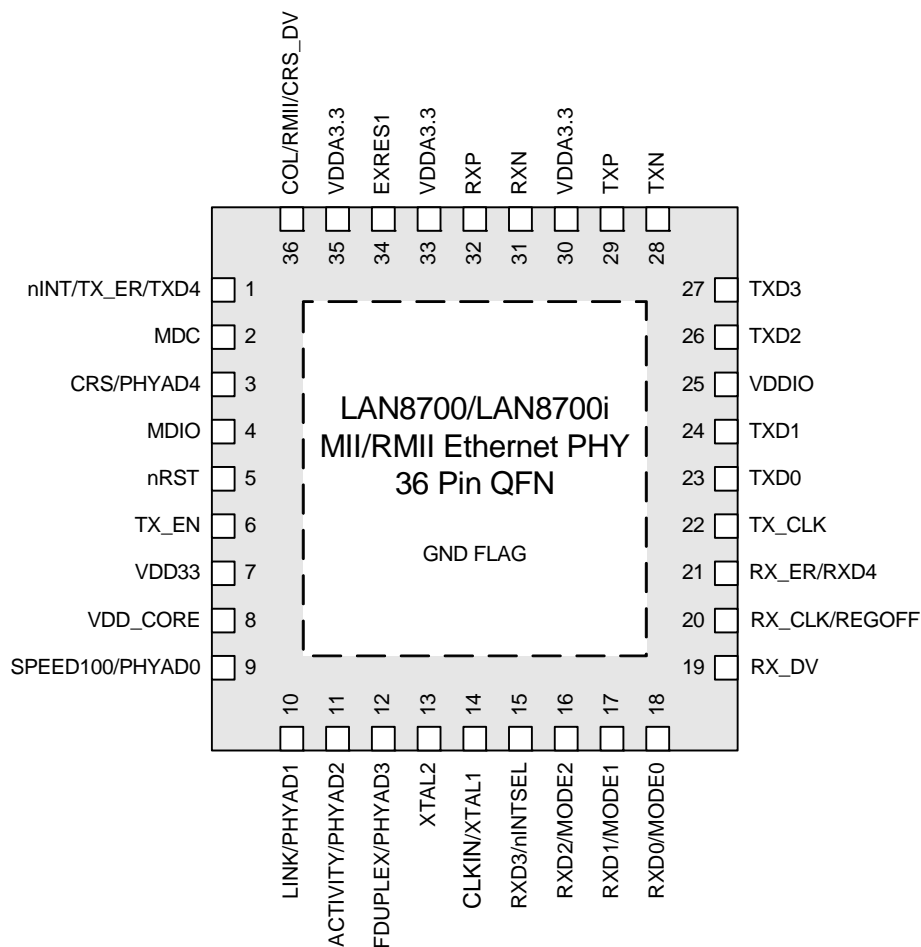 COL/RMII/CRS_DV
VDDA3.3
EXRES1
VDDA3.3
RXP
RXN
VDDA3.3
TXP
TXN
36
35
34
33
32
31
30
29
28
nINT/TX_ER/TXD4 1
MDC 2
CRS/PHYAD4 3
MDIO 4
nRST 5
TX_EN 6
VDD33 7
VDD_CORE 8
SPEED100/PHYAD0 9
LAN8700/LAN8700i
MII/RMII Ethernet PHY
36 Pin QFN
GND FLAG
27 TXD3
26 TXD2
25 VDDIO
24 TXD1
23 TXD0
22 TX_CLK
21 RX_ER/RXD4
20 RX_CLK/REGOFF
19 RX_DV
10
11
12
13
14
15
16
17
18
LINK/PHYAD1
ACTIVITY/PHYAD2
FDUPLEX/PHYAD3
XTAL2
CLKIN/XTAL1
RXD3/nINTSEL
RXD2/MODE2
RXD1/MODE1
RXD0/MODE0